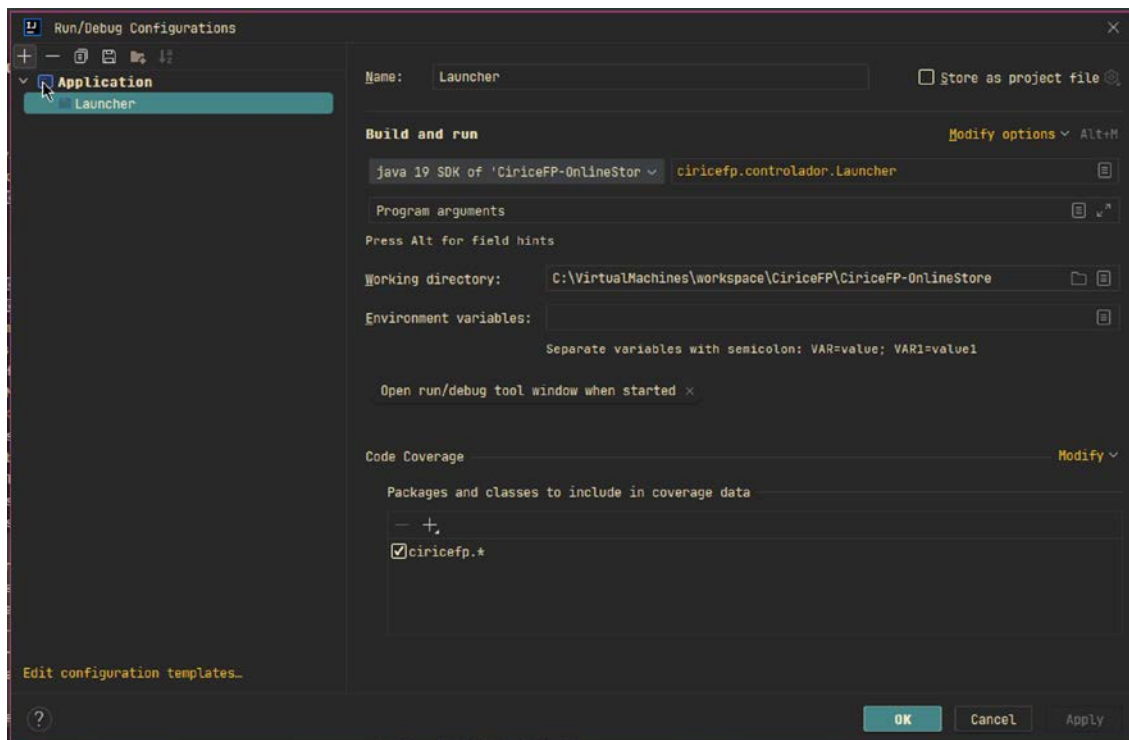 Run/Debug Configurations
Application
Launcher
Name: Launcher
Store as project file
Build and run
Modify options Alt+M
java 19 SDK of 'CiriceFP-OnlineStor
ciricefp.controlador.Launcher
Program arguments
Press Alt for field hints
Working directory: C:\VirtualMachines\workspace\CiriceFP\CiriceFP-OnlineStore
Environment variables:
Separate variables with semicolon: VAR=value; VAR1=value1
Open run/debug tool window when started ×
Code Coverage
Modify
Packages and classes to include in coverage data
ciricefp.*
Edit configuration templates…
?
OK Cancel Apply